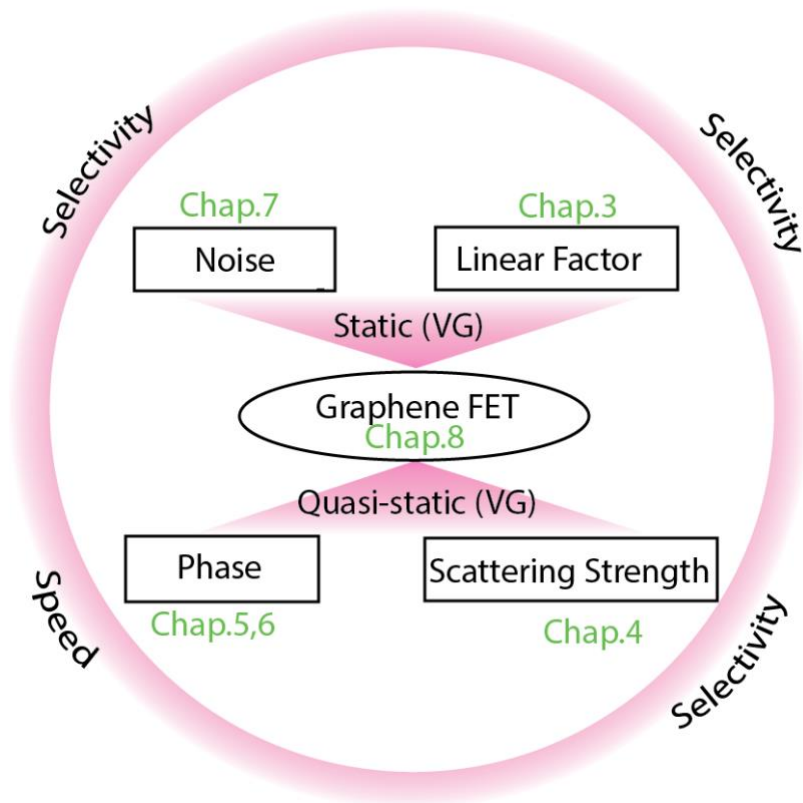 Selectivity
Selectivity
Chap.7
Chap.3
Noise
Linear Factor
Static (VG)
Graphene FET
Chap.8
Quasi-static (VG)
Phase
Scattering Strength
Chap.5,6
Chap.4
Speed
Selectivity